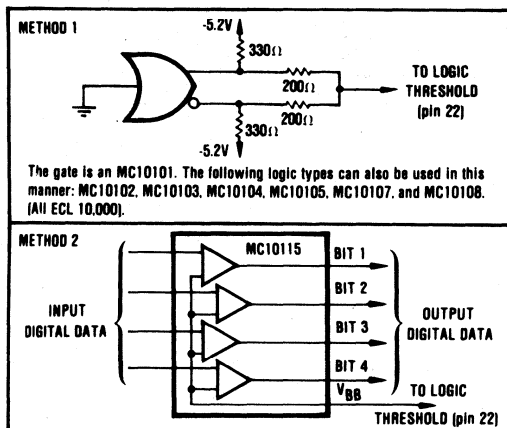 METHOD 1
-5.2V
330Ω
200Ω
200Ω
330Ω
-5.2V
TO LOGIC
THRESHOLD
(pin 22)
The gate is an MC10101. The following logic types can also be used in this
manner: MC10102, MC10103, MC10104, MC10105, MC10107, and MC10108.
(All ECL 10,000).
METHOD 2
MC10115
INPUT
DIGITAL DATA
BIT 1
BIT 2
BIT 3
BIT 4
VBB
OUTPUT
DIGITAL DATA
TO LOGIC
THRESHOLD (pin 22)